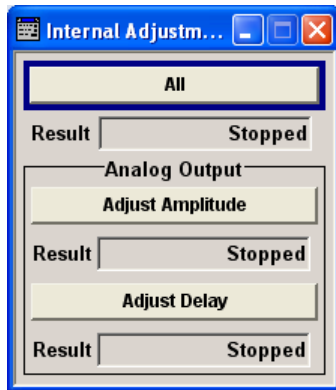 Internal Adjustm...
All
Result Stopped
Analog Output
Adjust Amplitude
Result Stopped
Adjust Delay
Result Stopped